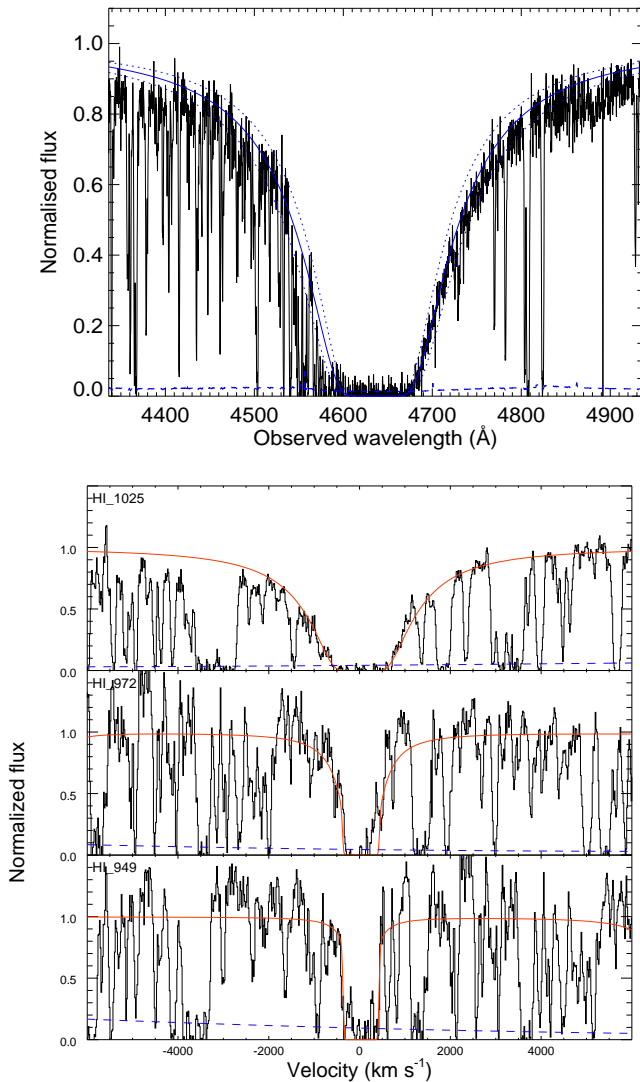 1.0
0.8
0.6
0.4
0.2
0.0
Normalised flux
4400 4500 4600 4700 4800 4900
Observed wavelength (Å)
HI_1025
1.0
0.5
0.0
HI_972
1.0
0.5
0.0
HI_949
1.0
0.5
0.0
Normalized flux
-4000 -2000 0 2000 4000
Velocity (km s⁻¹)